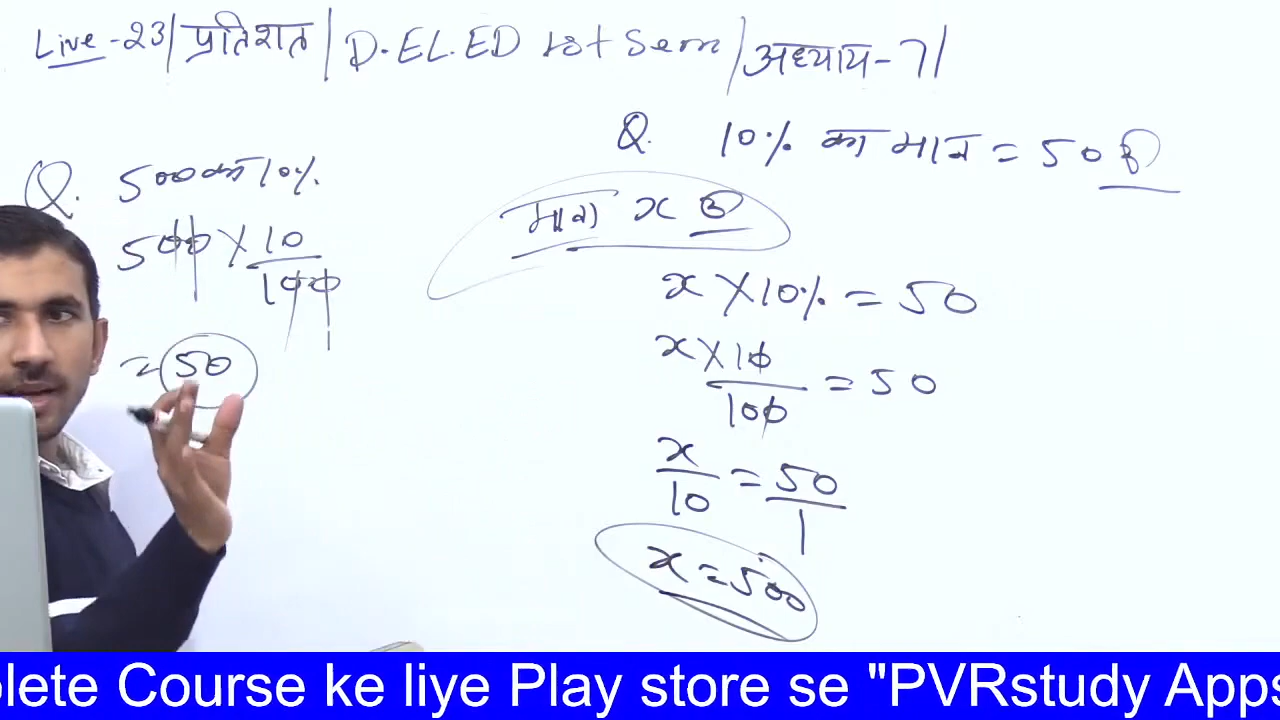 Live-23|प्रतिशत|D.EL.ED 1st Sem|अध्याय-7|
Q. 500 का 10%
500 × 10/100
= 50
Q. 10% का मान = 50 रु
माना x रु
x × 10% = 50
x × 10/100 = 50
x/10 = 50/1
x = 500
plete Course ke liye Play store se "PVRstudy Apps